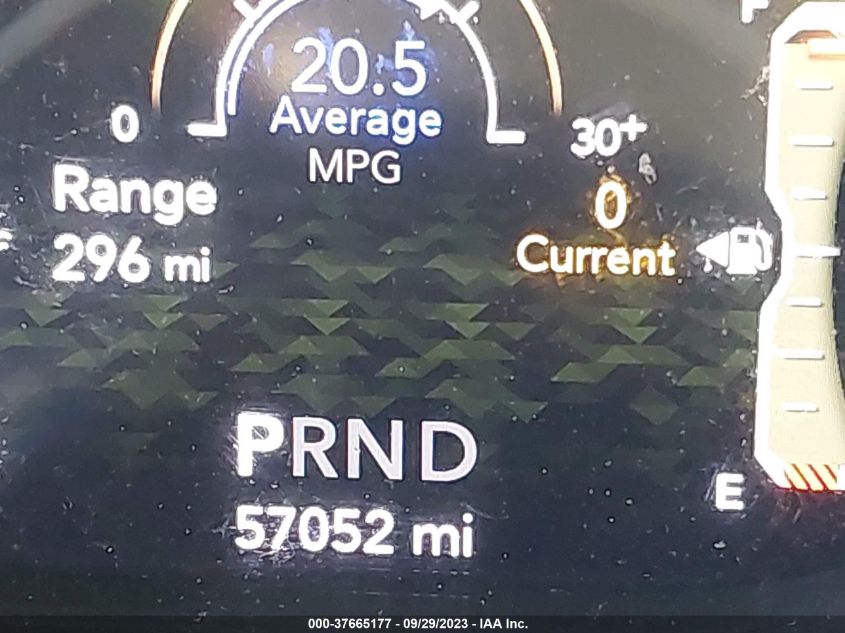 F
20.5
Average
MPG
0
30+
Range
296 mi
0
Current
PRND
E
57052 mi
000-37665177 - 09/29/2023 - IAA Inc.